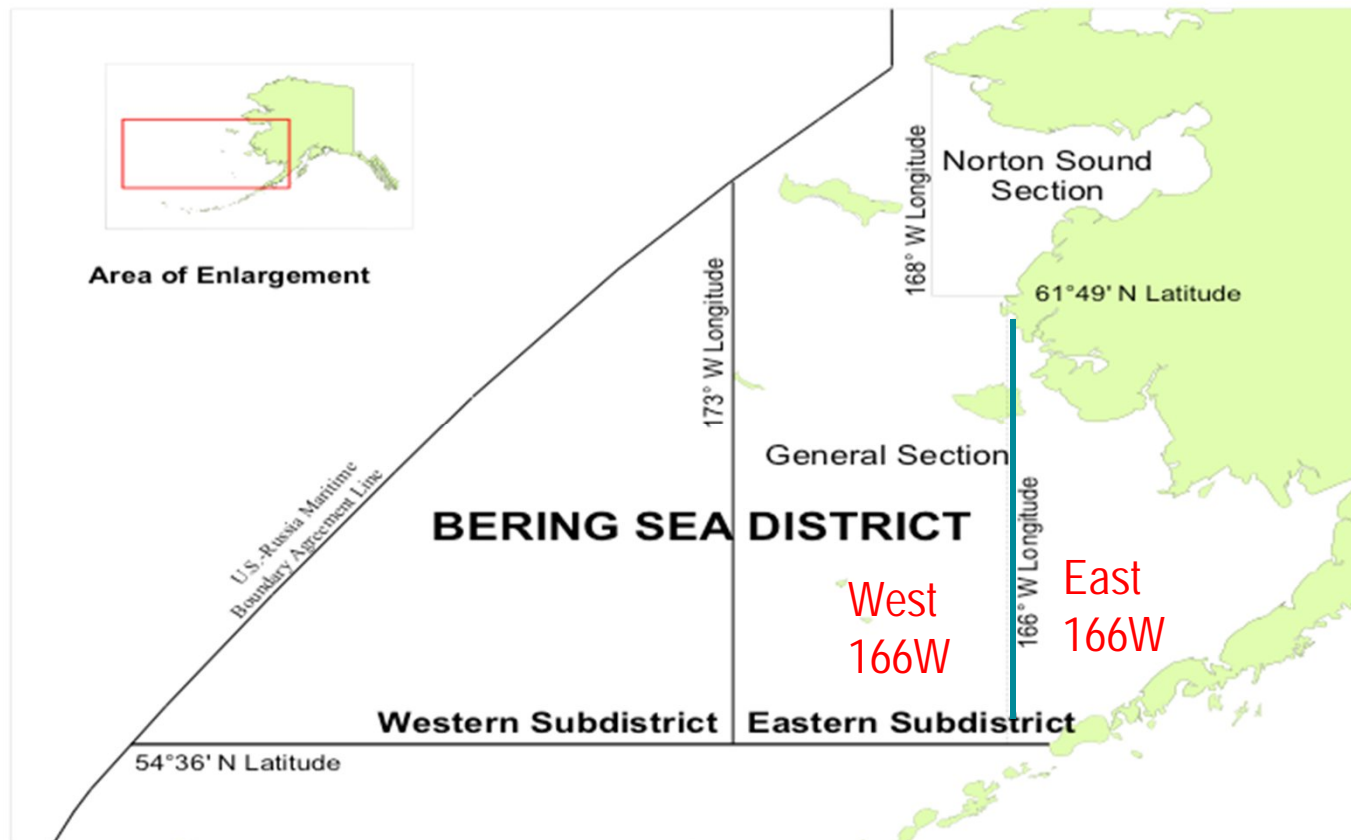 Area of Enlargement
Norton Sound
Section
168° W Longitude
61°49' N Latitude
173° W Longitude
General Section
U.S.-Russia Maritime
Boundary Agreement Line
BERING SEA DISTRICT
166° W Longitude
West
166W
East
166W
Western Subdistrict
Eastern Subdistrict
54°36' N Latitude